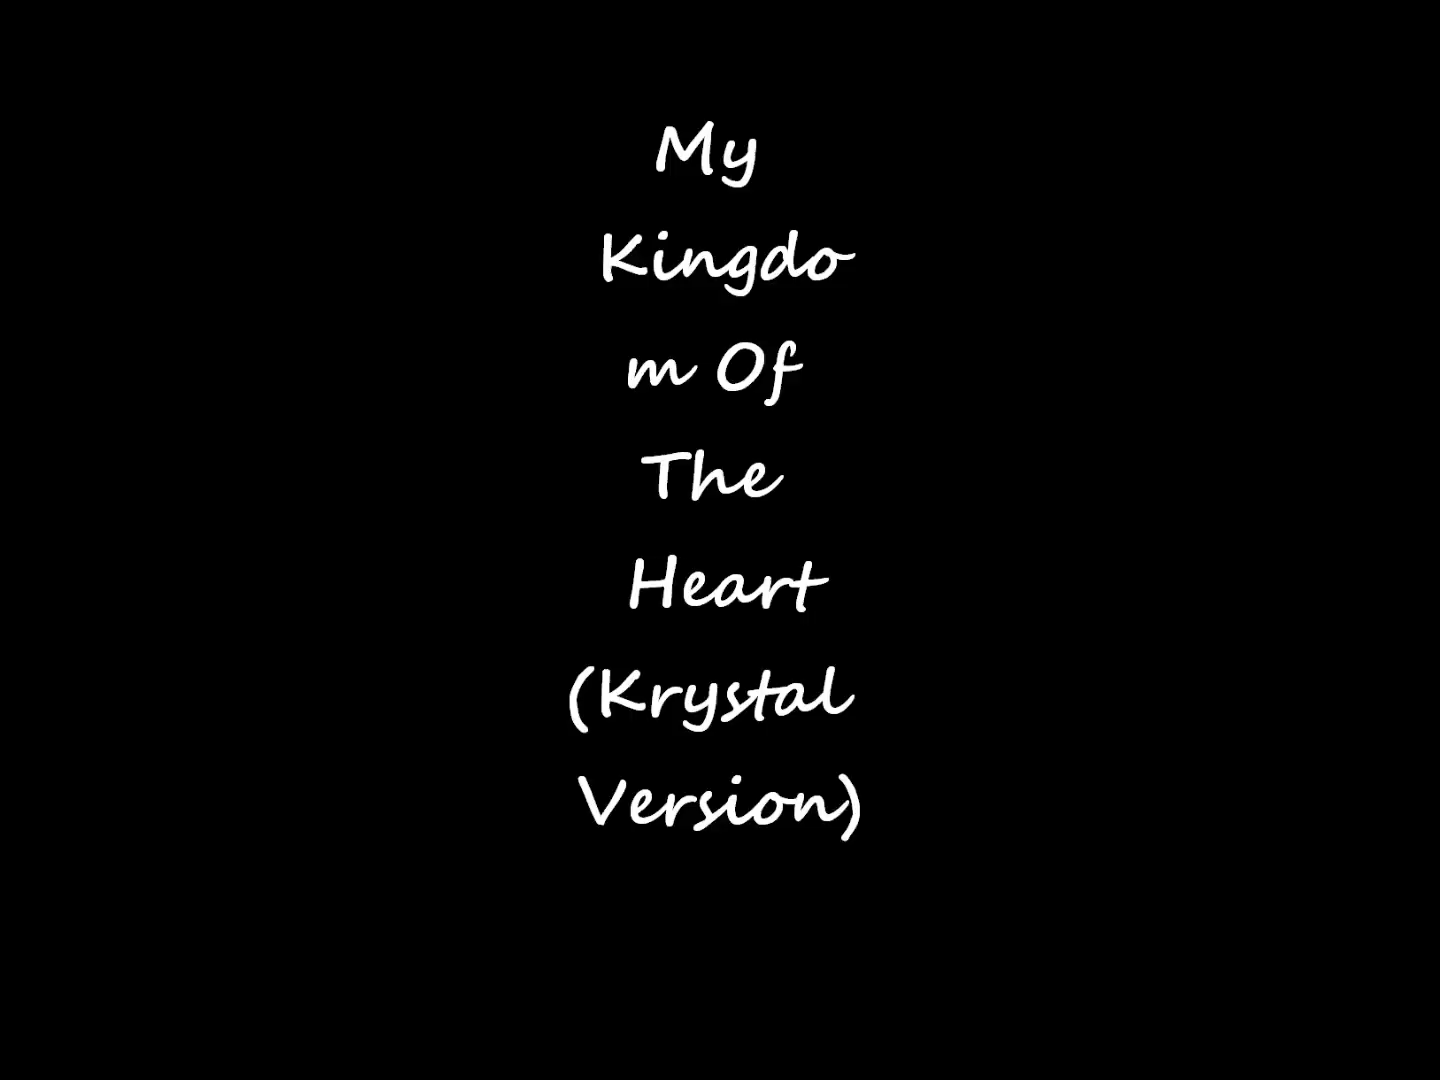 My
Kingdo
m Of
The
Heart
(Krystal
Version)